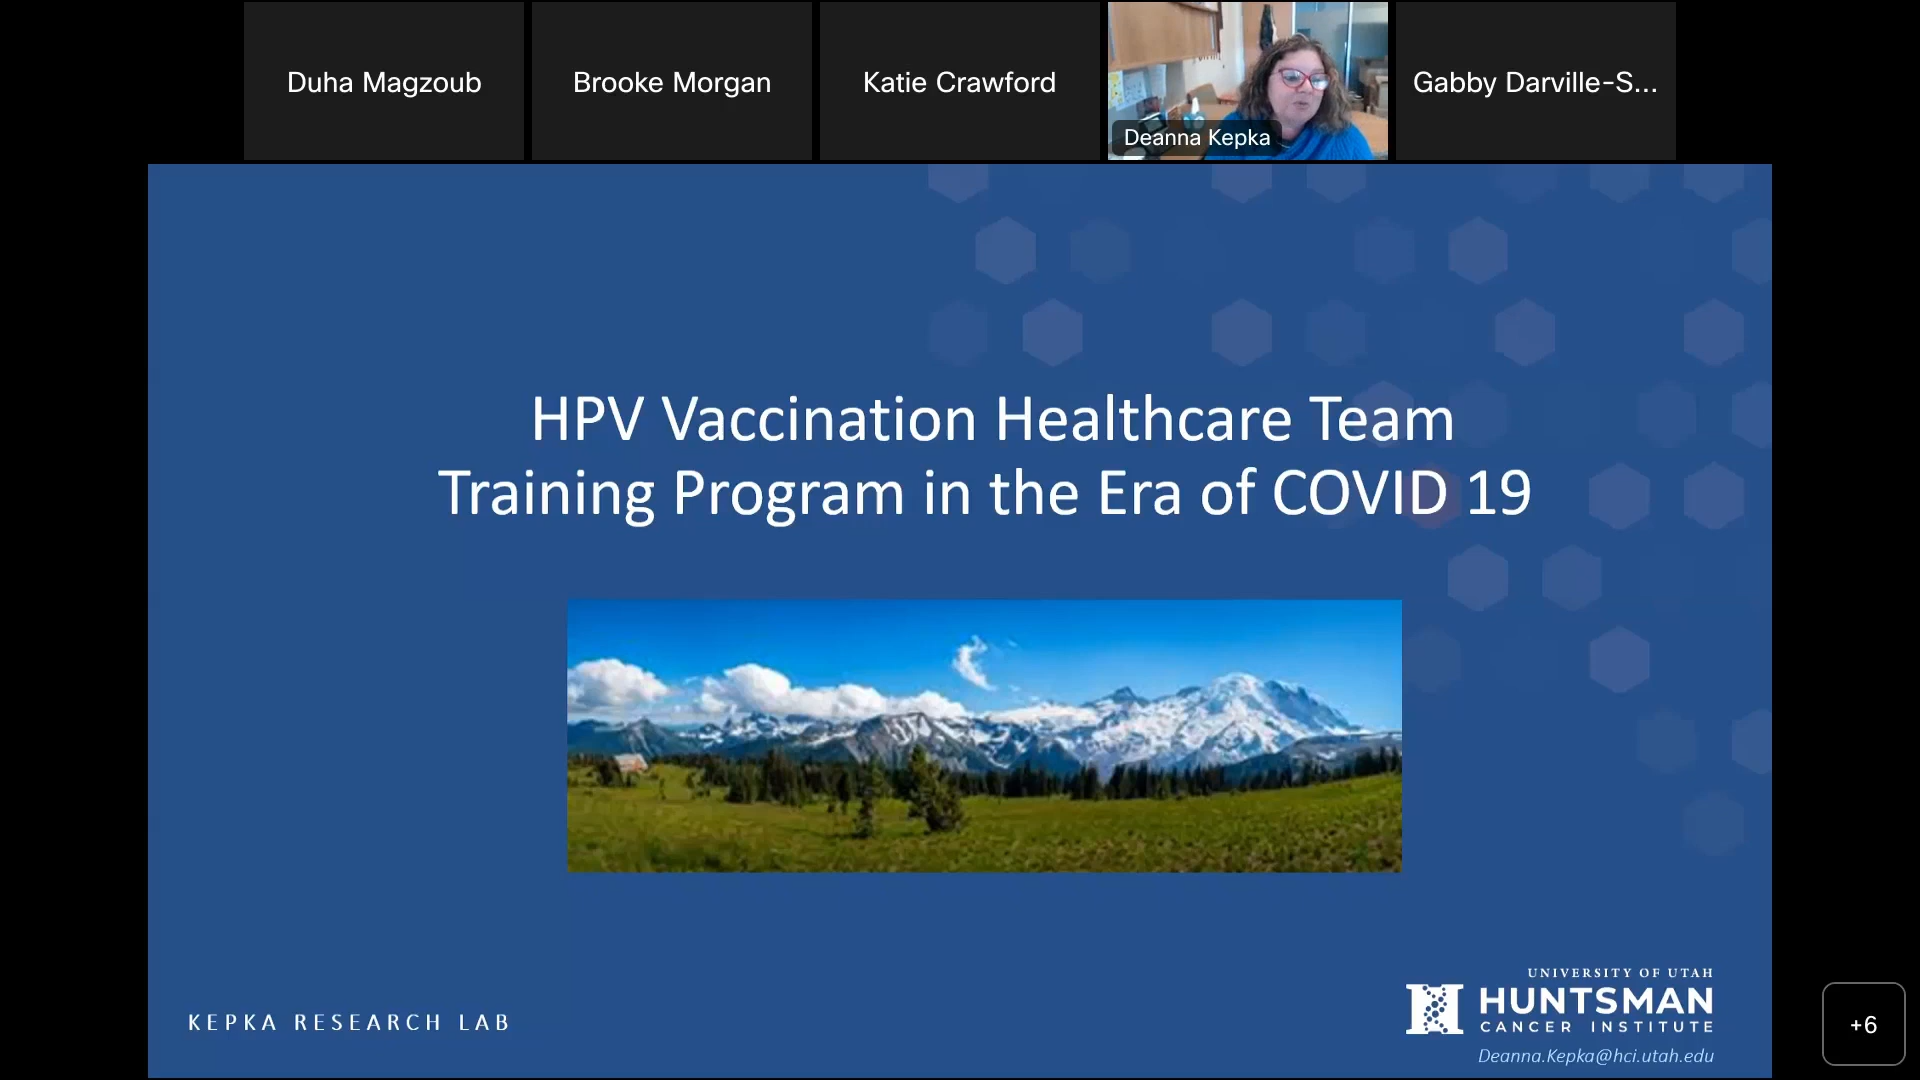 Duha Magzoub
Brooke Morgan
Katie Crawford
Deanna Kepka
Gabby Darville-S...
HPV Vaccination Healthcare Team
Training Program in the Era of COVID 19
KEPKA RESEARCH LAB
UNIVERSITY OF UTAH
HUNTSMAN
CANCER INSTITUTE
Deanna.Kepka@hci.utah.edu
+6